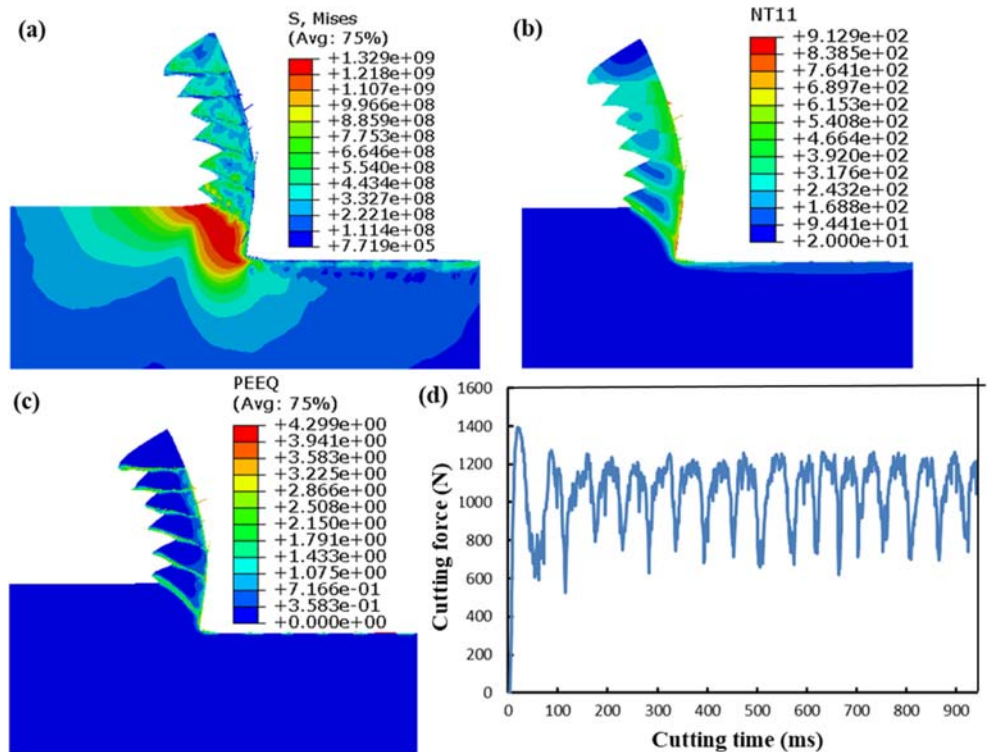 (a)
S, Mises
(Avg: 75%)
+1.329e+09
+1.218e+09
+1.107e+09
+9.966e+08
+8.859e+08
+7.753e+08
+6.646e+08
+5.540e+08
+4.434e+08
+3.327e+08
+2.221e+08
+1.114e+08
+7.719e+05
(b)
NT11
+9.129e+02
+8.385e+02
+7.641e+02
+6.897e+02
+6.153e+02
+5.408e+02
+4.664e+02
+3.920e+02
+3.176e+02
+2.432e+02
+1.688e+02
+9.441e+01
+2.000e+01
(c)
PEEQ
(Avg: 75%)
+4.299e+00
+3.941e+00
+3.583e+00
+3.225e+00
+2.866e+00
+2.508e+00
+2.150e+00
+1.791e+00
+1.433e+00
+1.075e+00
+7.166e-01
+3.583e-01
+0.000e+00
(d)
Cutting force (N)
1600
1400
1200
1000
800
600
400
200
0
0 100 200 300 400 500 600 700 800 900
Cutting time (ms)